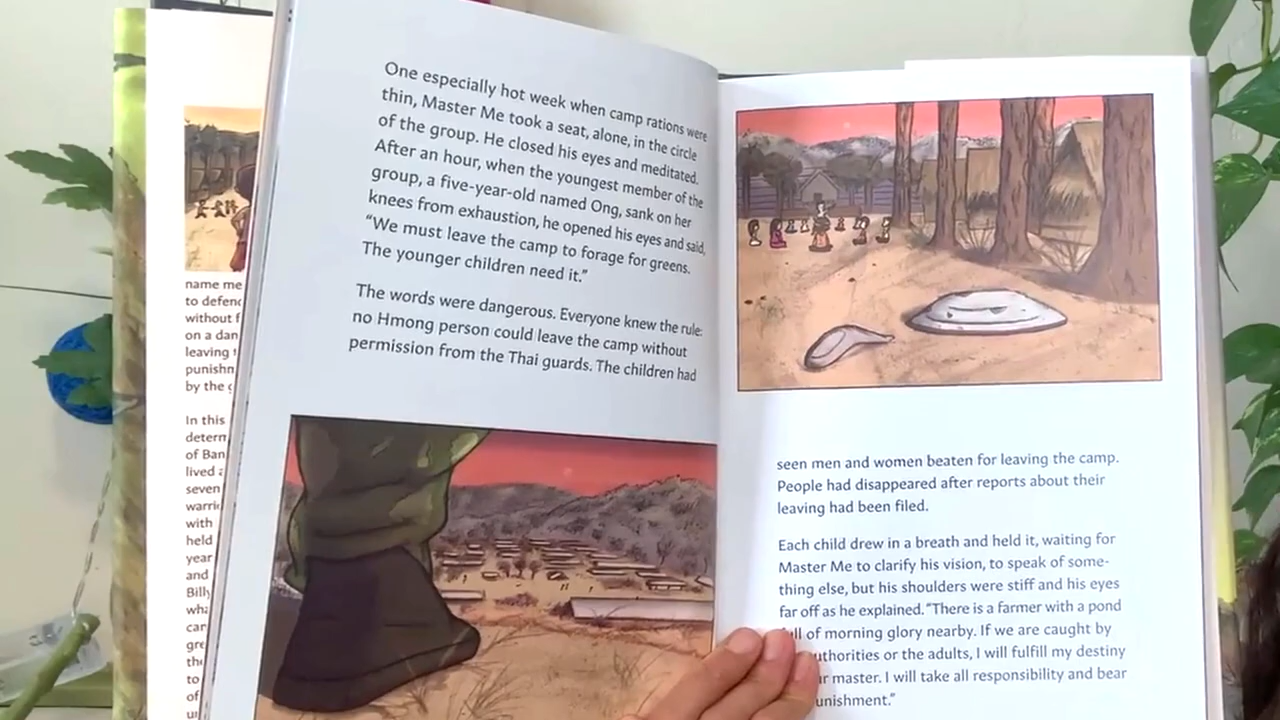 name me
to defend
without f
on a dan
leaving
punishn
by the
In this
determ
of Ban
lived
seven
warri
with
held
year
and
Billy
wha
car
gre
the
to
of
One especially hot week when camp rations were
thin, Master Me took a seat, alone, in the circle
of the group. He closed his eyes and meditated.
After an hour, when the youngest member of the
group, a five-year-old named Ong, sank on her
knees from exhaustion, he opened his eyes and said,
“We must leave the camp to forage for greens.
The younger children need it.”
The words were dangerous. Everyone knew the rule:
no Hmong person could leave the camp without
permission from the Thai guards. The children had
seen men and women beaten for leaving the camp.
People had disappeared after reports about their
leaving had been filed.
Each child drew in a breath and held it, waiting for
Master Me to clarify his vision, to speak of some-
thing else, but his shoulders were stiff and his eyes
far off as he explained. “There is a farmer with a pond
ll of morning glory nearby. If we are caught by
uthorities or the adults, I will fulfill my destiny
r master. I will take all responsibility and bear
unishment.”